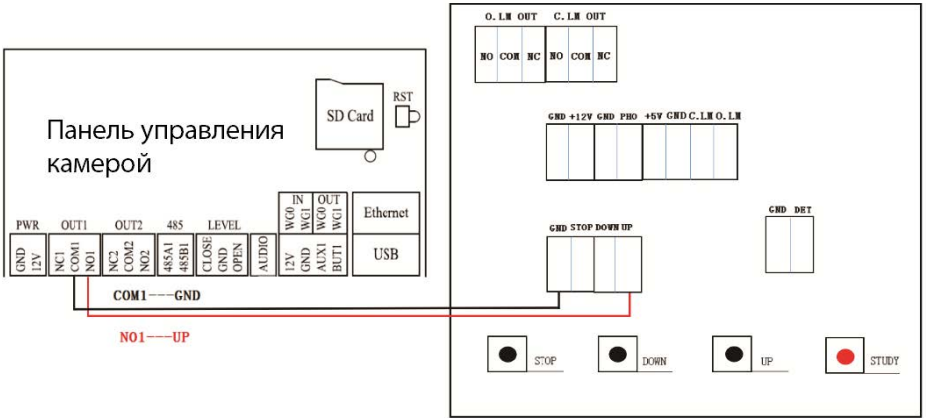 O.LM OUT C.LM OUT
NO COM NC NO COM NC
RST
SD Card
Панель управления
камерой
GND +12V GND PHO +5V GND C.LM O.LM
IN OUT
WG0 WG1 WG0 WG1
Ethernet
PWR OUT1 OUT2 485 LEVEL
GND 12V NC1 COM1 NO1 NC2 COM2 NO2 485A1 485B1 CLOSE GND OPEN AUDIO 12V GND AUX1 BUT1
USB
GND DET
GND STOP DOWN UP
COM1---GND
NO1---UP
STOP DOWN UP STUDY